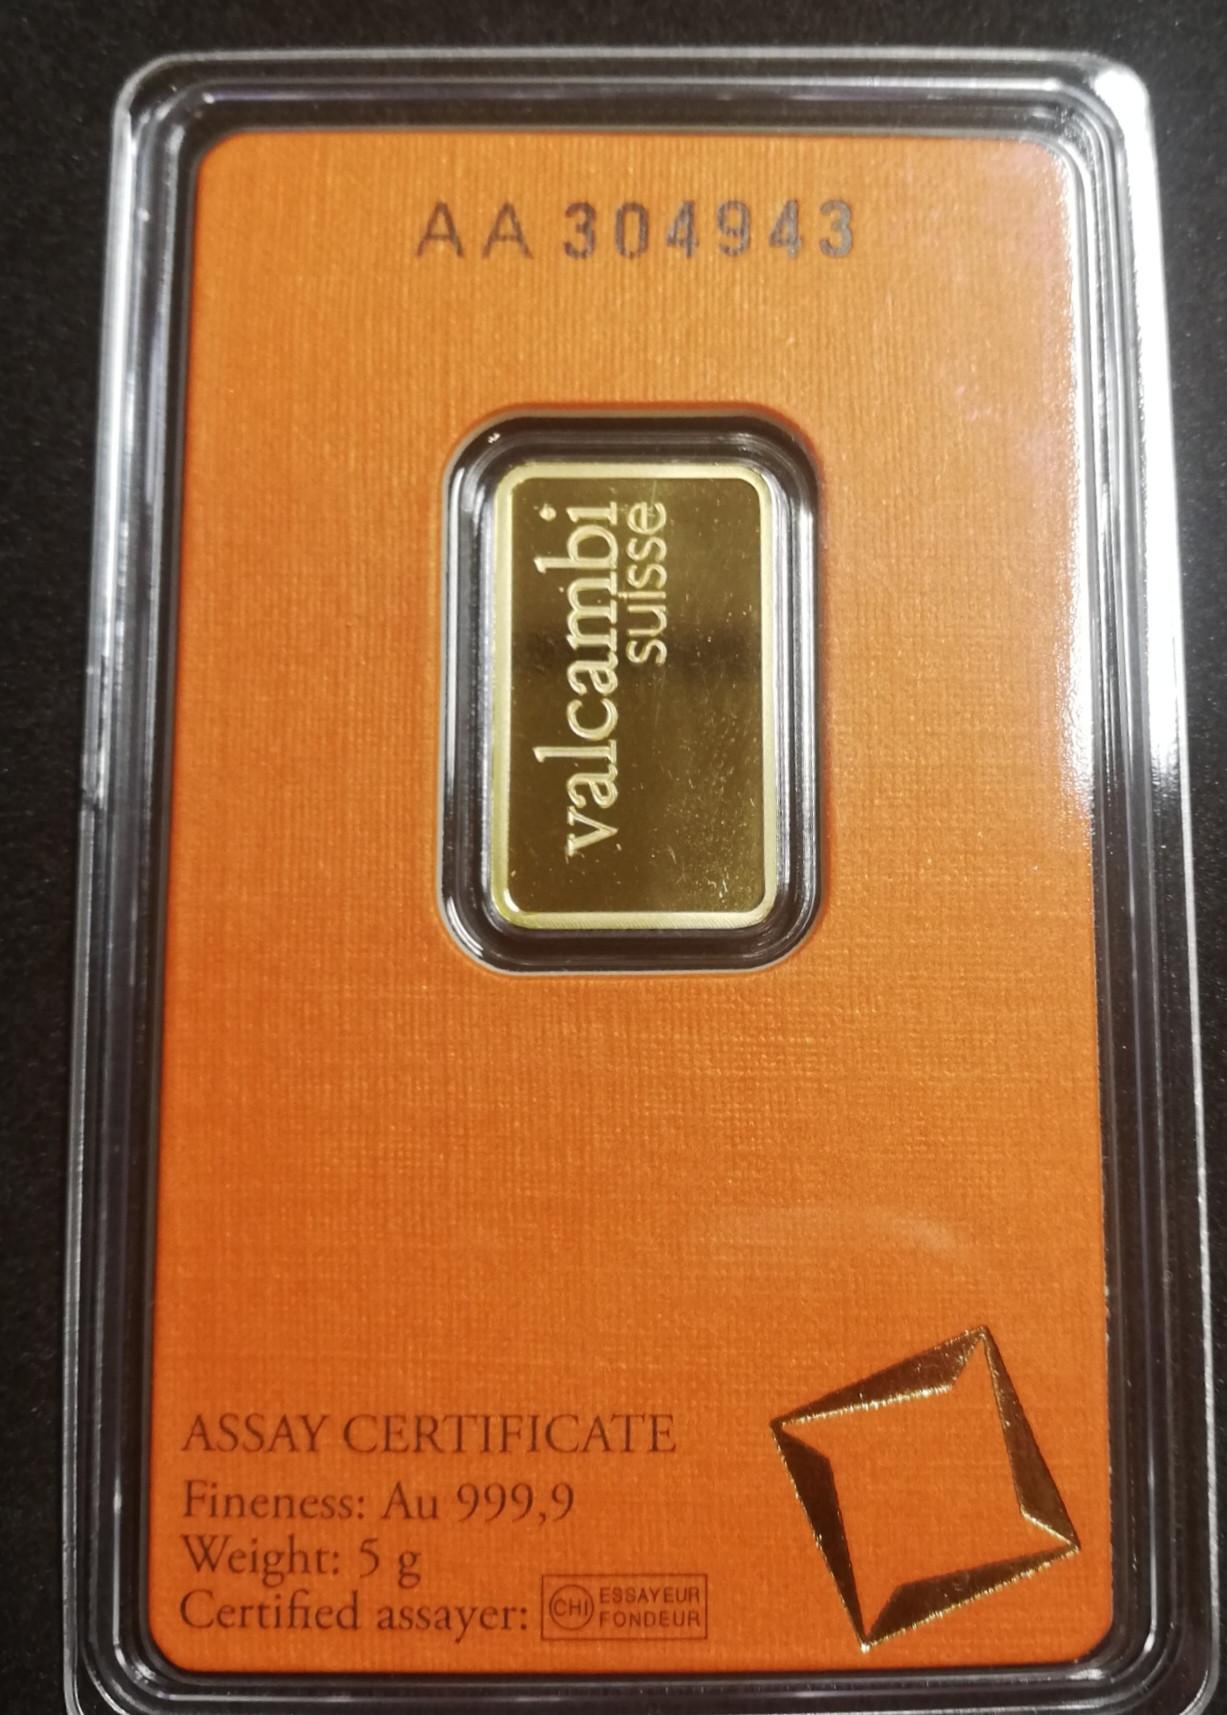 AA 304943
valcambi
suisse
ASSAY CERTIFICATE
Fineness: Au 999,9
Weight: 5 g
Certified assayer: CHI ESSAYEUR
FONDEUR